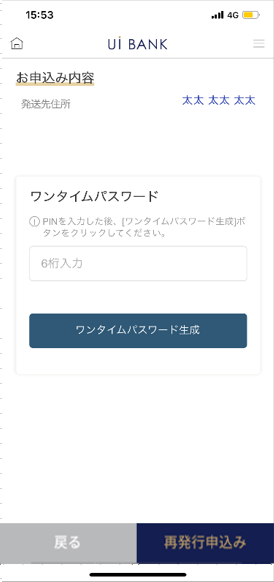 15:53
4G
UI BANK
お申込み内容
発送先住所
太太 太太 太太
ワンタイムパスワード
PINを入力した後、[ワンタイムパスワード生成]ボ
タンをクリックしてください。
6桁入力
ワンタイムパスワード生成
戻る
再発行申込み